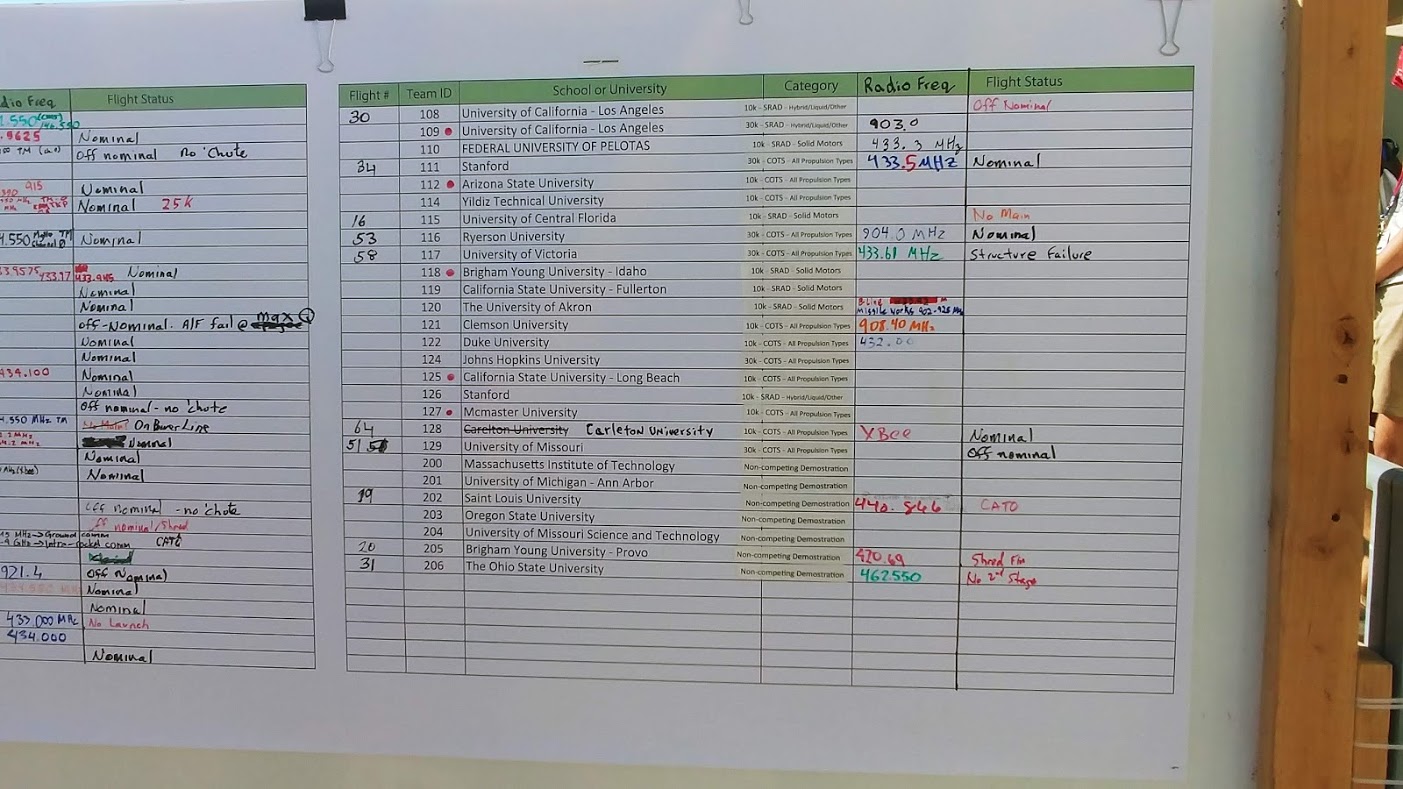 Radio Freq Flight Status
Nominal
Off nominal No 'Chute
915 Nominal
Nominal 25K
Nominal
433.17 433.945 Nominal
Nominal
Nominal
off-Nominal. A/F fail @ max Q
Nominal
Nominal
434.100 Nominal
Nominal
Off nominal - no 'chute
.550 MHz TM On Buver Line
Nominal
Nominal
Nominal
off nominal - no 'chute
off nominal/Shred
MHz→Ground comm
GHz→Intra-rocket comm CATO
921.4 Off Nominal
Nominal
Nominal
433.000 MHz No Launch
434.000
Nominal
Flight # Team ID School or University Category Radio Freq Flight Status
30 108 University of California - Los Angeles 10k - SRAD - Hybrid/Liquid/Other Off Nominal
109 University of California - Los Angeles 30k - SRAD - Hybrid/Liquid/Other 903.0
110 FEDERAL UNIVERSITY OF PELOTAS 10k - SRAD - Solid Motors 433.3 MHz
34 111 Stanford 30k - COTS - All Propulsion Types 433.5MHz Nominal
112 Arizona State University 10k - COTS - All Propulsion Types
114 Yildiz Technical University 10k - COTS - All Propulsion Types
16 115 University of Central Florida 10k - SRAD - Solid Motors No Main
53 116 Ryerson University 30k - COTS - All Propulsion Types 904.0 MHz Nominal
58 117 University of Victoria 30k - COTS - All Propulsion Types 433.61 MHz Structure Failure
118 Brigham Young University - Idaho 10k - SRAD - Solid Motors
119 California State University - Fullerton 10k - SRAD - Solid Motors
120 The University of Akron 10k - SRAD - Solid Motors B-Line Missile Works 902-928 MHz
121 Clemson University 10k - COTS - All Propulsion Types 908.40 MHz
122 Duke University 10k - COTS - All Propulsion Types 432.00
124 Johns Hopkins University 30k - COTS - All Propulsion Types
125 California State University - Long Beach 10k - COTS - All Propulsion Types
126 Stanford 10k - SRAD - Hybrid/Liquid/Other
127 Mcmaster University 10k - COTS - All Propulsion Types
64 128 Carelton University Carleton University 10k - COTS - All Propulsion Types XBee Nominal
51 129 University of Missouri 30k - COTS - All Propulsion Types Off nominal
200 Massachusetts Institute of Technology Non-competing Demostration
201 University of Michigan - Ann Arbor Non-competing Demostration
19 202 Saint Louis University Non-competing Demostration 440.846 CATO
203 Oregon State University Non-competing Demostration
204 University of Missouri Science and Technology Non-competing Demostration
20 205 Brigham Young University - Provo Non-competing Demostration 420.69 Shred Fin
31 206 The Ohio State University Non-competing Demostration 462.550 No 2nd Stage